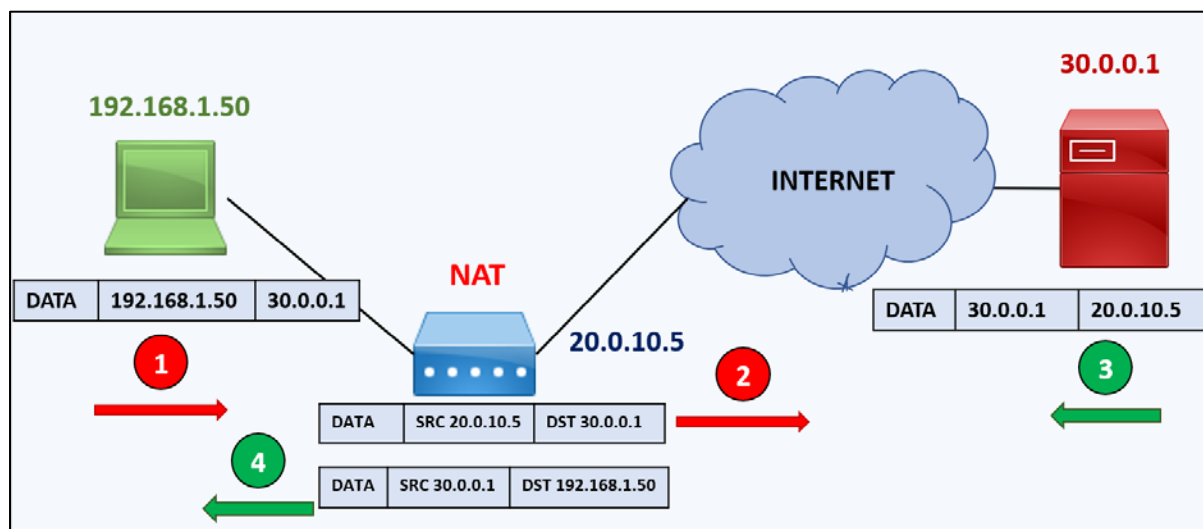 30.0.0.1
192.168.1.50
INTERNET
NAT
DATA 192.168.1.50 30.0.0.1
DATA 30.0.0.1 20.0.10.5
20.0.10.5
1
2
3
DATA SRC 20.0.10.5 DST 30.0.0.1
4
DATA SRC 30.0.0.1 DST 192.168.1.50